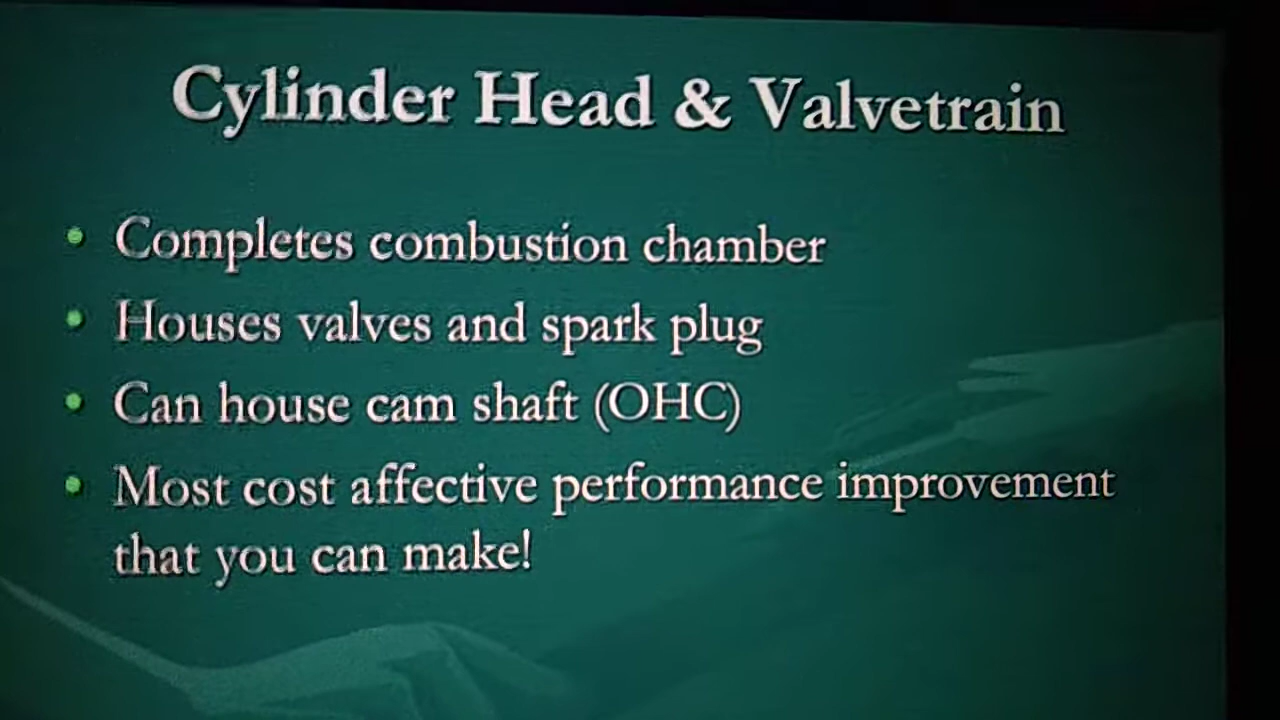 Cylinder Head & Valvetrain
• Completes combustion chamber
• Houses valves and spark plug
• Can house cam shaft (OHC)
• Most cost affective performance improvement
that you can make!